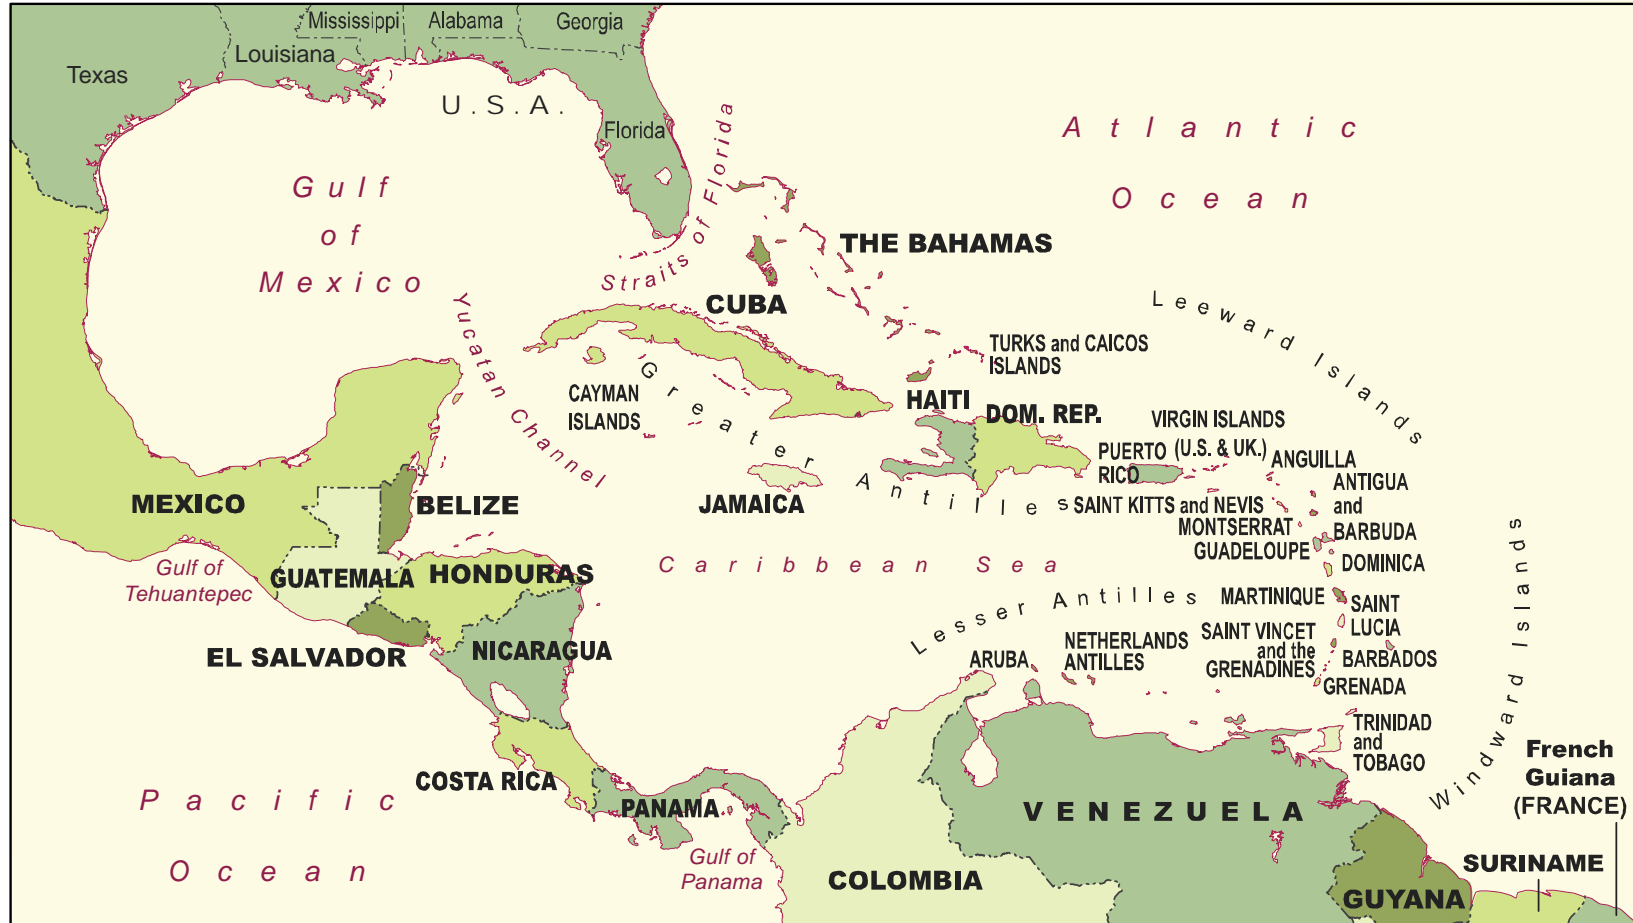 Mississippi
Alabama
Georgia
Louisiana
Texas
U.S.A.
Florida
Atlantic
Ocean
Gulf
of
Mexico
Straits of Florida
THE BAHAMAS
CUBA
Yucatan Channel
Leeward Islands
TURKS and CAICOS
ISLANDS
CAYMAN
ISLANDS
Greater Antilles
HAITI
DOM. REP.
VIRGIN ISLANDS
(U.S. & UK.)
PUERTO
RICO
ANGUILLA
ANTIGUA
and
BARBUDA
JAMAICA
SAINT KITTS and NEVIS
MONTSERRAT
GUADELOUPE
MEXICO
BELIZE
DOMINICA
Gulf of
Tehuantepec
GUATEMALA
HONDURAS
Caribbean Sea
MARTINIQUE
SAINT
LUCIA
Lesser Antilles
Windward Islands
EL SALVADOR
NICARAGUA
ARUBA
NETHERLANDS
ANTILLES
SAINT VINCET
and the
GRENADINES
BARBADOS
GRENADA
TRINIDAD
and
TOBAGO
French
Guiana
(FRANCE)
COSTA RICA
PANAMA
VENEZUELA
Pacific
Ocean
Gulf of
Panama
COLOMBIA
GUYANA
SURINAME